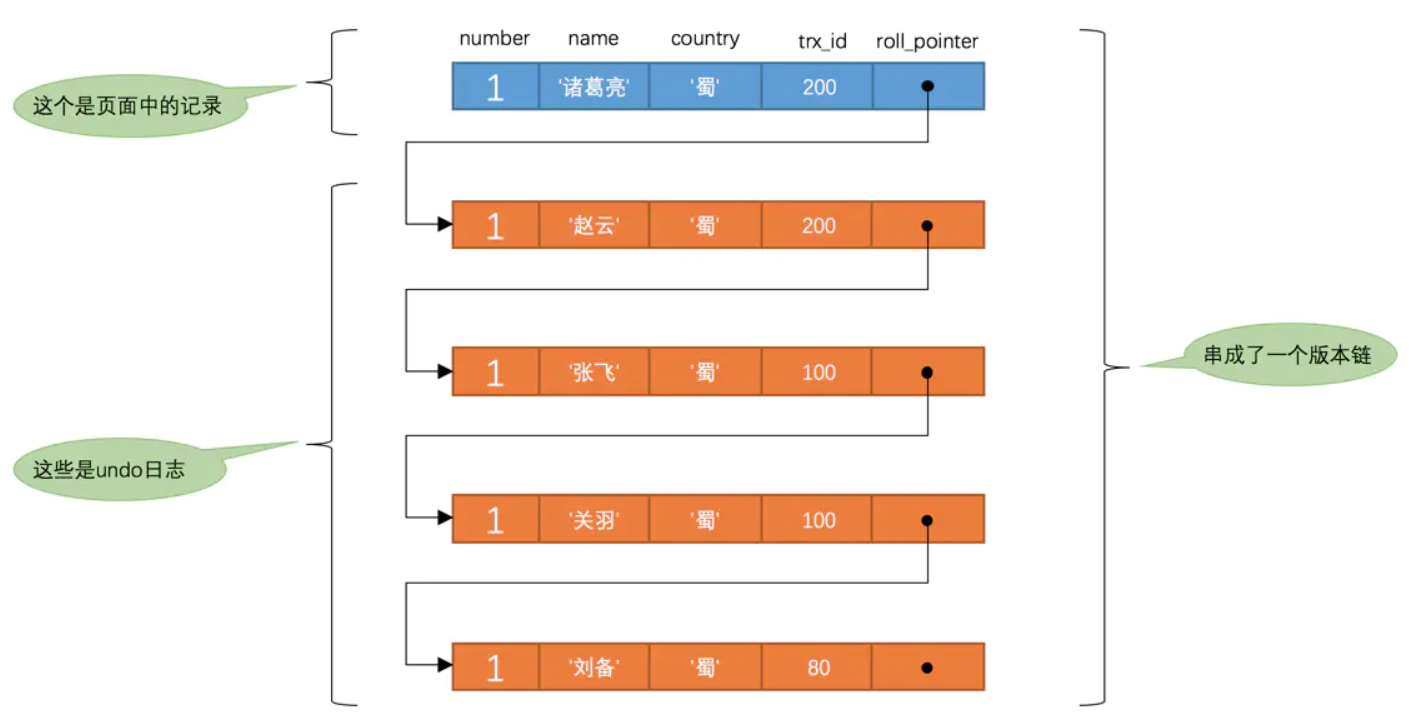 number name country trx_id roll_pointer
1 '诸葛亮' '蜀' 200
这个是页面中的记录
1 '赵云' '蜀' 200
1 '张飞' '蜀' 100
串成了一个版本链
这些是undo日志
1 '关羽' '蜀' 100
1 '刘备' '蜀' 80